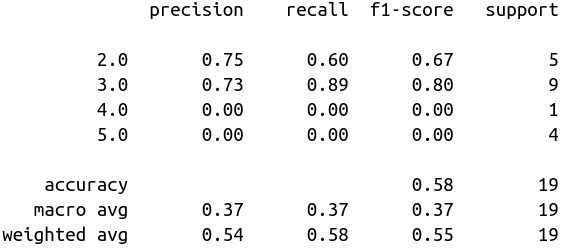 precision recall f1-score support
2.0 0.75 0.60 0.67 5
3.0 0.73 0.89 0.80 9
4.0 0.00 0.00 0.00 1
5.0 0.00 0.00 0.00 4
accuracy 0.58 19
macro avg 0.37 0.37 0.37 19
weighted avg 0.54 0.58 0.55 19